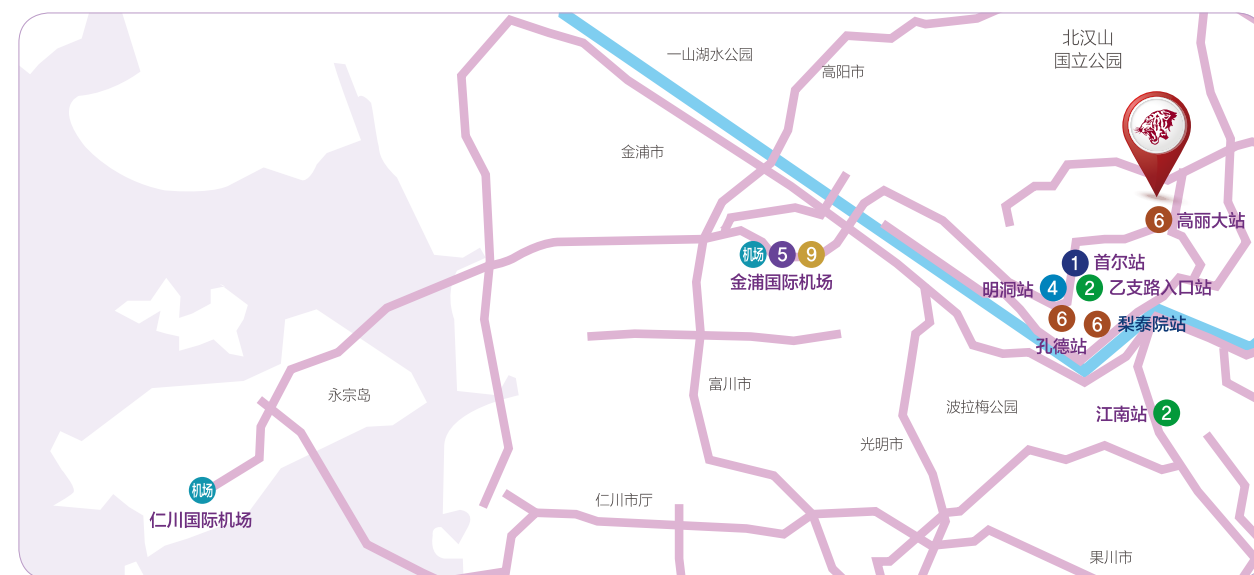 北汉山
国立公园
一山湖水公园
高阳市
金浦市
6 高丽大站
机场 5 9
金浦国际机场
1 首尔站
明洞站 4 2 乙支路入口站
6 6 梨泰院站
孔德站
富川市
永宗岛
波拉梅公园
江南站 2
光明市
机场
仁川国际机场
仁川市厅
果川市